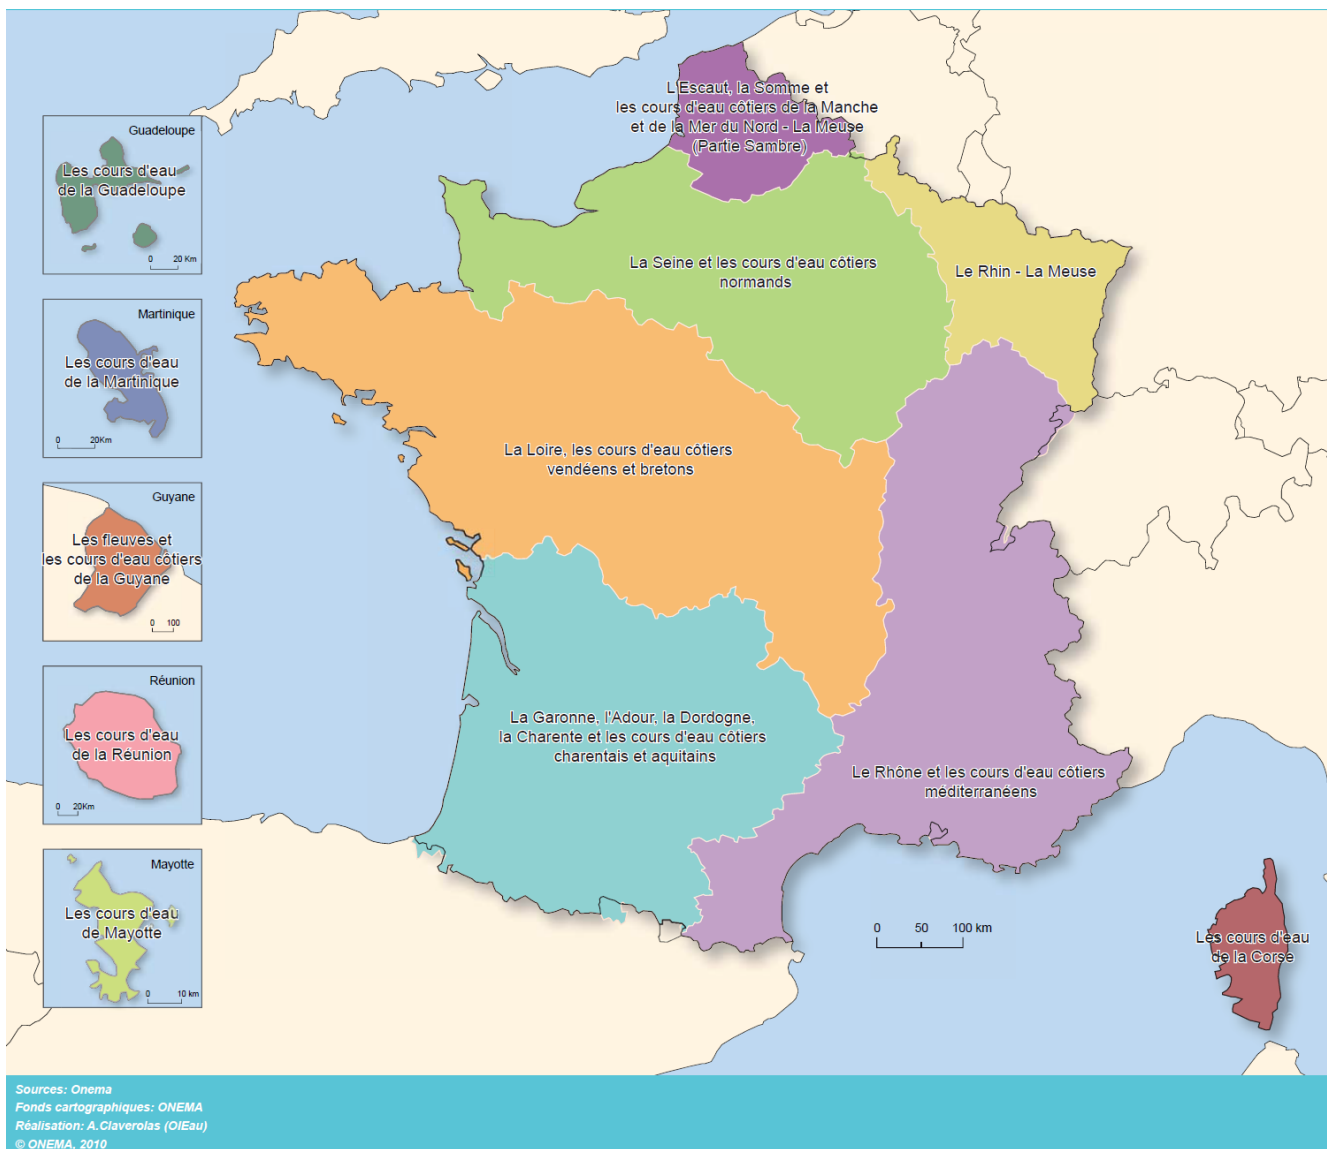 L'Escaut, la Somme et
les cours d'eau côtiers de la Manche
et de la Mer du Nord - La Meuse
(Partie Sambre)
La Seine et les cours d'eau côtiers
normands
Le Rhin - La Meuse
La Loire, les cours d'eau côtiers
vendéens et bretons
La Garonne, l'Adour, la Dordogne,
la Charente et les cours d'eau côtiers
charentais et aquitains
Le Rhône et les cours d'eau côtiers
méditerranéens
Les cours d'eau
de la Corse
0 50 100 km
Guadeloupe
Les cours d'eau
de la Guadeloupe
0 20 Km
Martinique
Les cours d'eau
de la Martinique
0 20Km
Guyane
Les fleuves et
les cours d'eau côtiers
de la Guyane
0 100
Réunion
Les cours d'eau
de la Réunion
0 20Km
Mayotte
Les cours d'eau
de Mayotte
0 10 km
Sources: Onema
Fonds cartographiques: ONEMA
Réalisation: A.Claverolas (OIEau)
© ONEMA, 2010